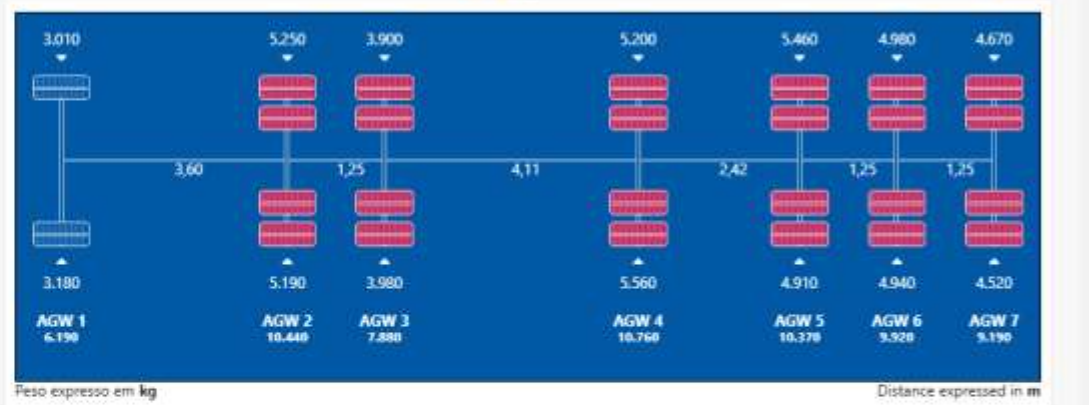 3.010 5.250 3.900 5.200 5.460 4.980 4.670
3,60 1,25 4,11 2,42 1,25 1,25
3.180 5.190 3.980 5.560 4.910 4.940 4.520
AGW 1 AGW 2 AGW 3 AGW 4 AGW 5 AGW 6 AGW 7
6.190 10.440 7.880 10.760 10.370 9.920 9.190
Peso expresso em kg Distance expressed in m